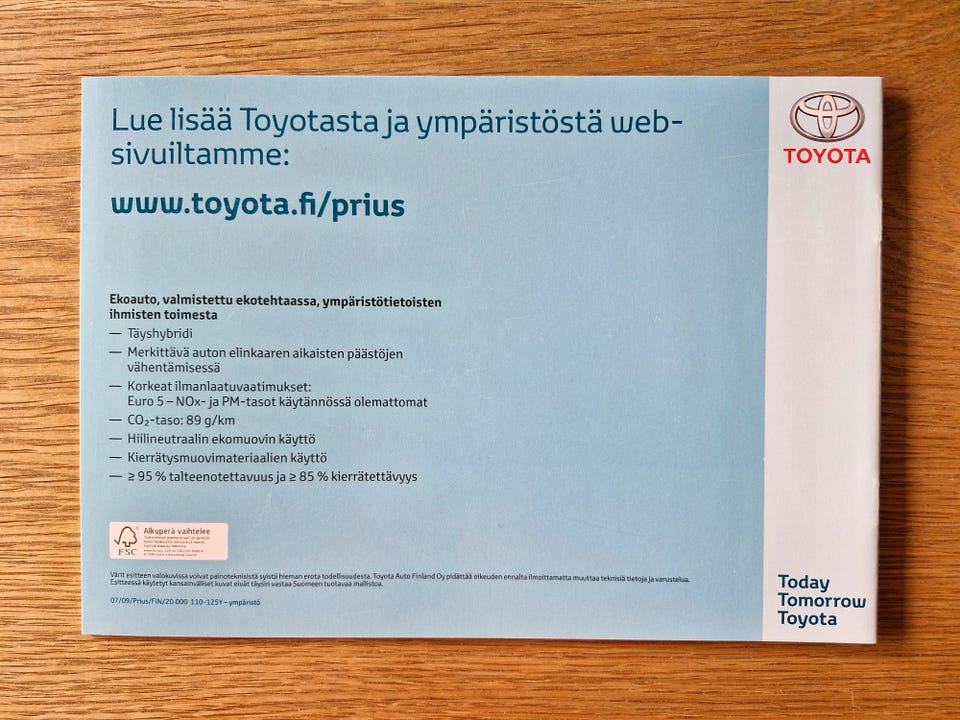 Lue lisää Toyotasta ja ympäristöstä web-
sivuiltamme:
www.toyota.fi/prius
Ekoauto, valmistettu ekotehtaassa, ympäristötietoisten
ihmisten toimesta
— Täyshybridi
— Merkittävä auton elinkaaren aikaisten päästöjen
vähentämisessä
— Korkeat ilmanlaatuvaatimukset:
Euro 5 – NOx- ja PM-tasot käytännössä olemattomat
— CO₂-taso: 89 g/km
— Hiilineutraalin ekomuovin käyttö
— Kierrätysmuovimateriaalien käyttö
— ≥ 95 % talteenotettavuus ja ≥ 85 % kierrätettävyys
FSC
Alkuperä vaihtelee
Värit esitteen valokuvissa voivat painoteknisistä syistä hieman erota todellisuudesta. Toyota Auto Finland Oy pidättää oikeuden ennalta ilmoittamatta muuttaa teknisiä tietoja ja varustelua.
Esitteessä käytetyt kansainväliset kuvat eivät täysin vastaa Suomeen tuotavaa mallistoa.
07/09/Prius/FIN/20.000 110-125Y – ympäristö
TOYOTA
Today
Tomorrow
Toyota